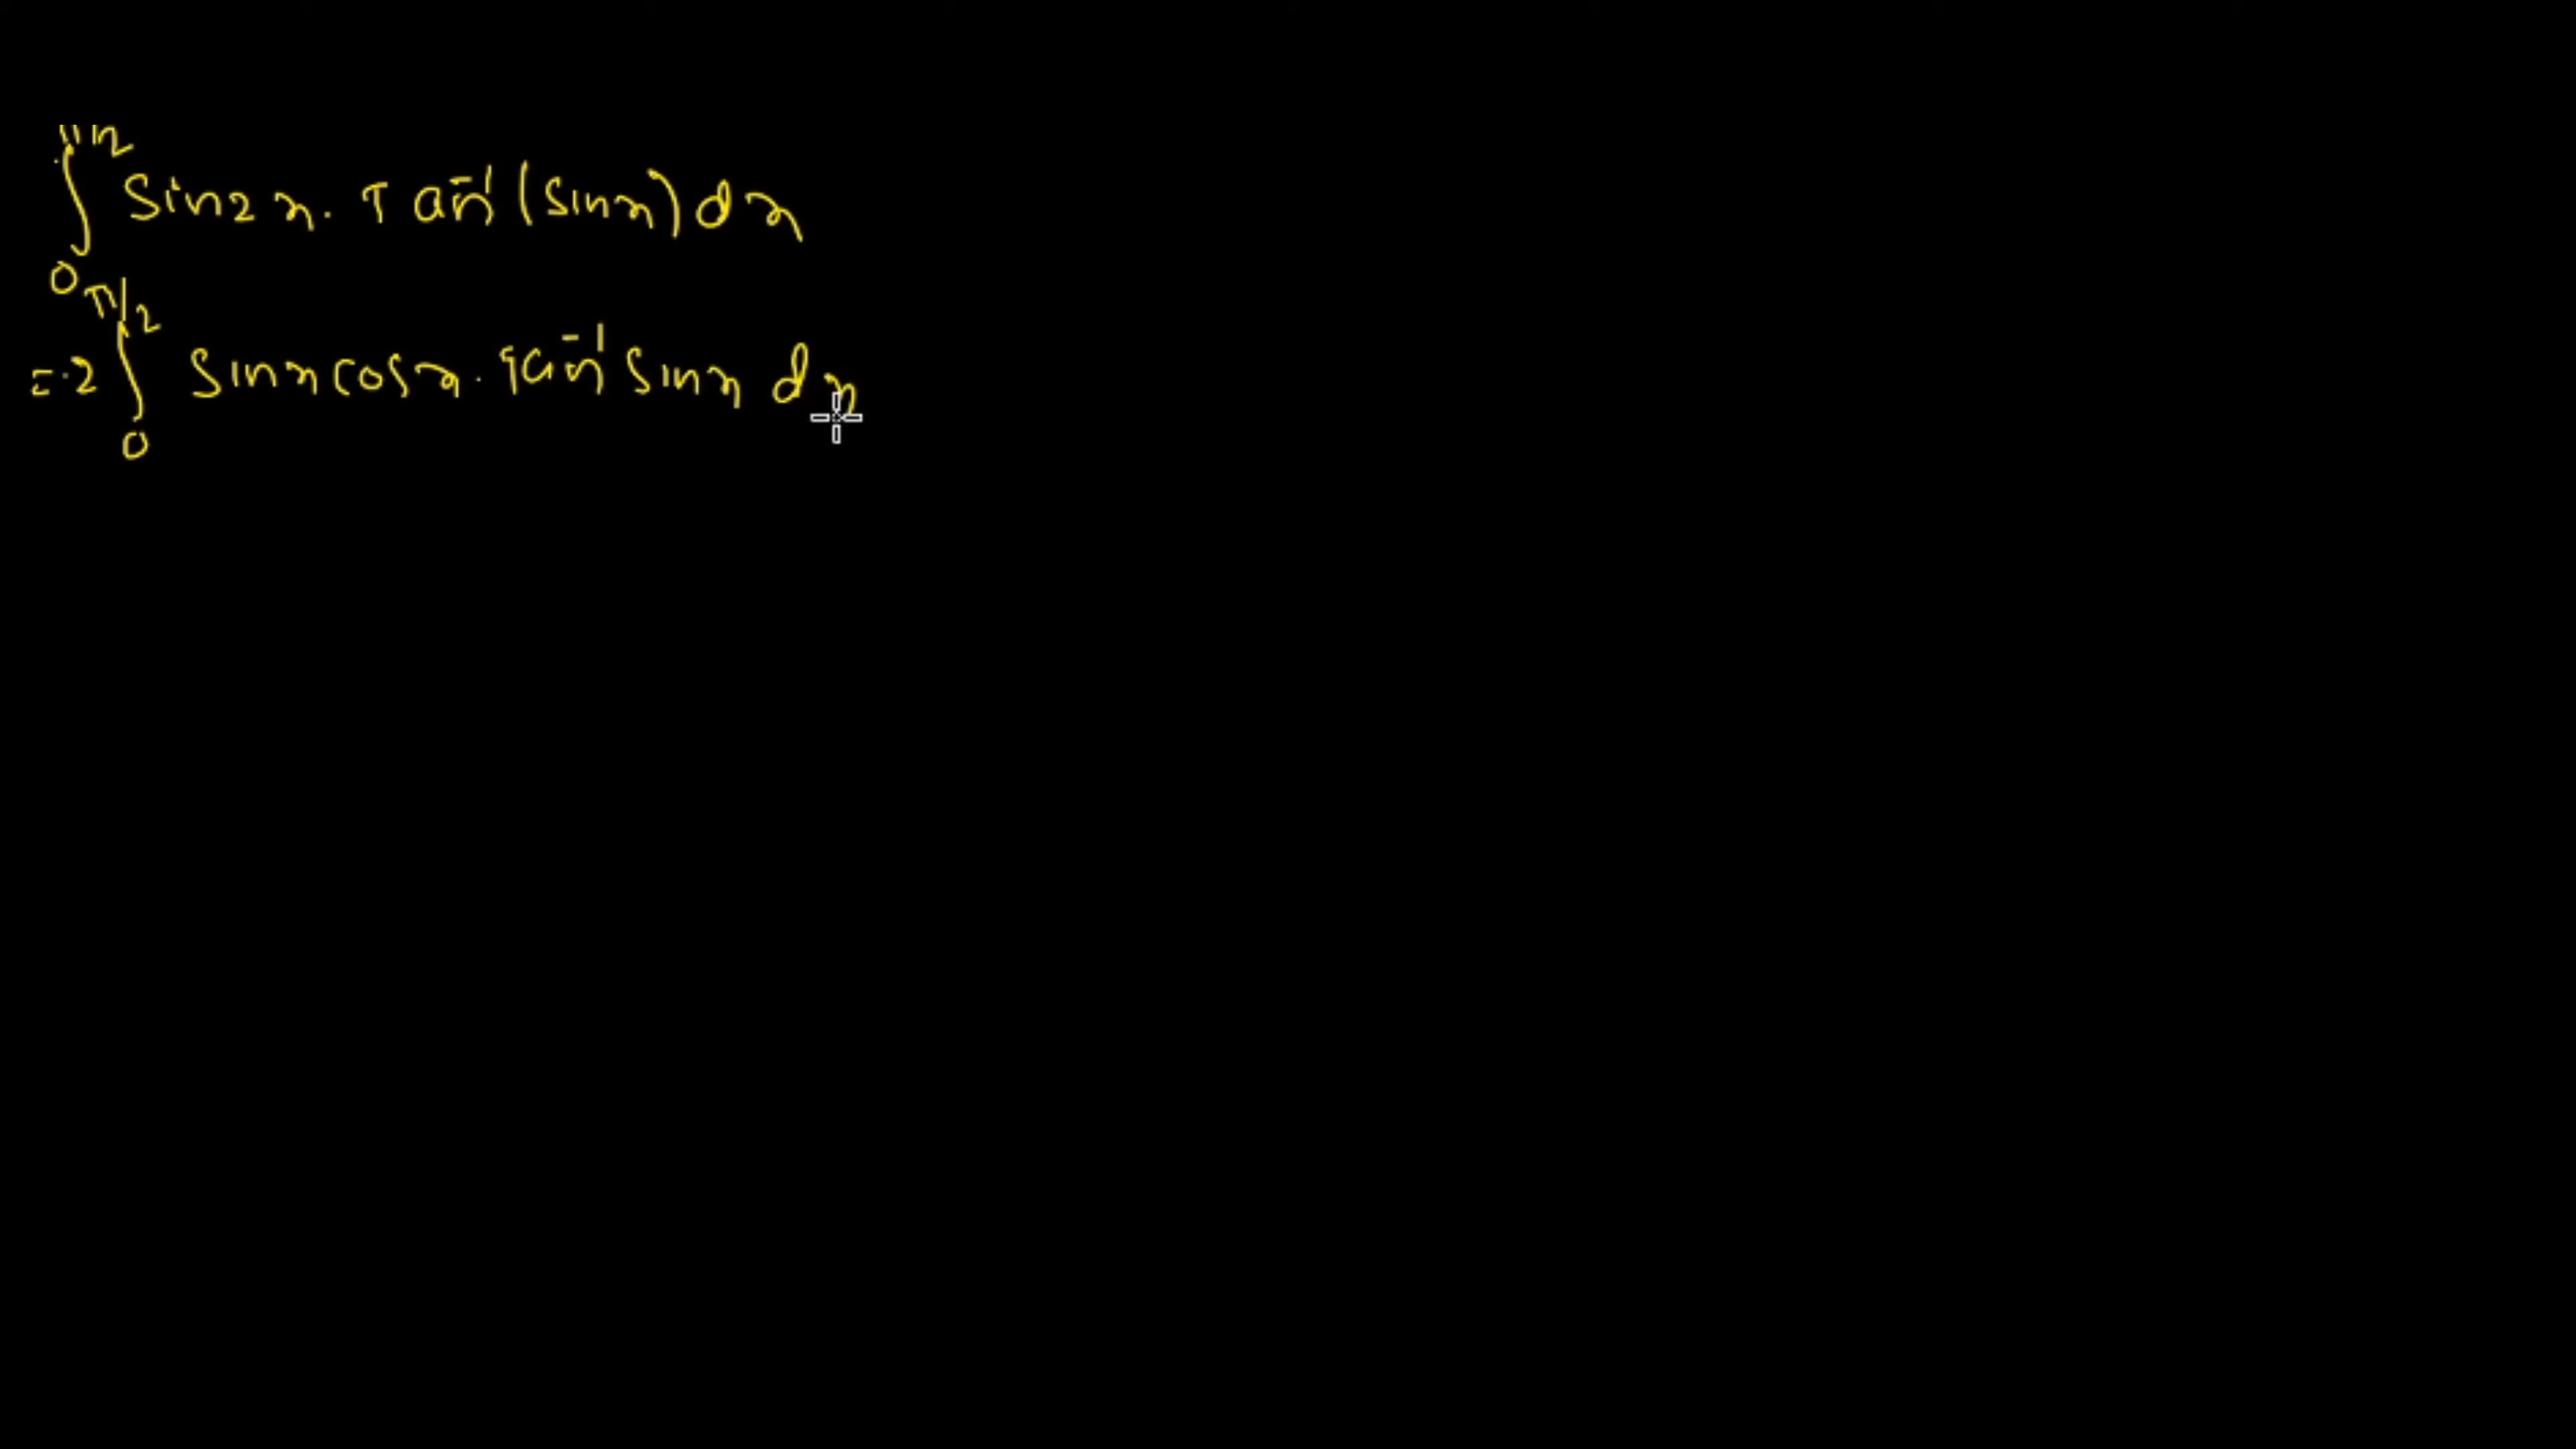 ∫₀^(π/2) Sin2x. Tan⁻¹(Sinx)dx
=2∫₀^(π/2) Sinx Cosx. Tan⁻¹ Sinx dx